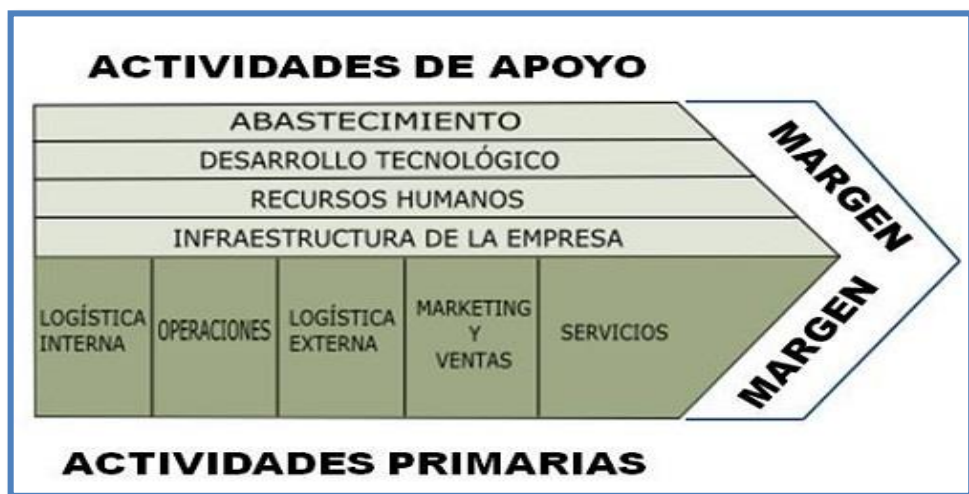 ACTIVIDADES DE APOYO
ABASTECIMIENTO
DESARROLLO TECNOLÓGICO
RECURSOS HUMANOS
INFRAESTRUCTURA DE LA EMPRESA
MARGEN
LOGÍSTICA
INTERNA
OPERACIONES
LOGÍSTICA
EXTERNA
MARKETING
Y
VENTAS
SERVICIOS
MARGEN
ACTIVIDADES PRIMARIAS